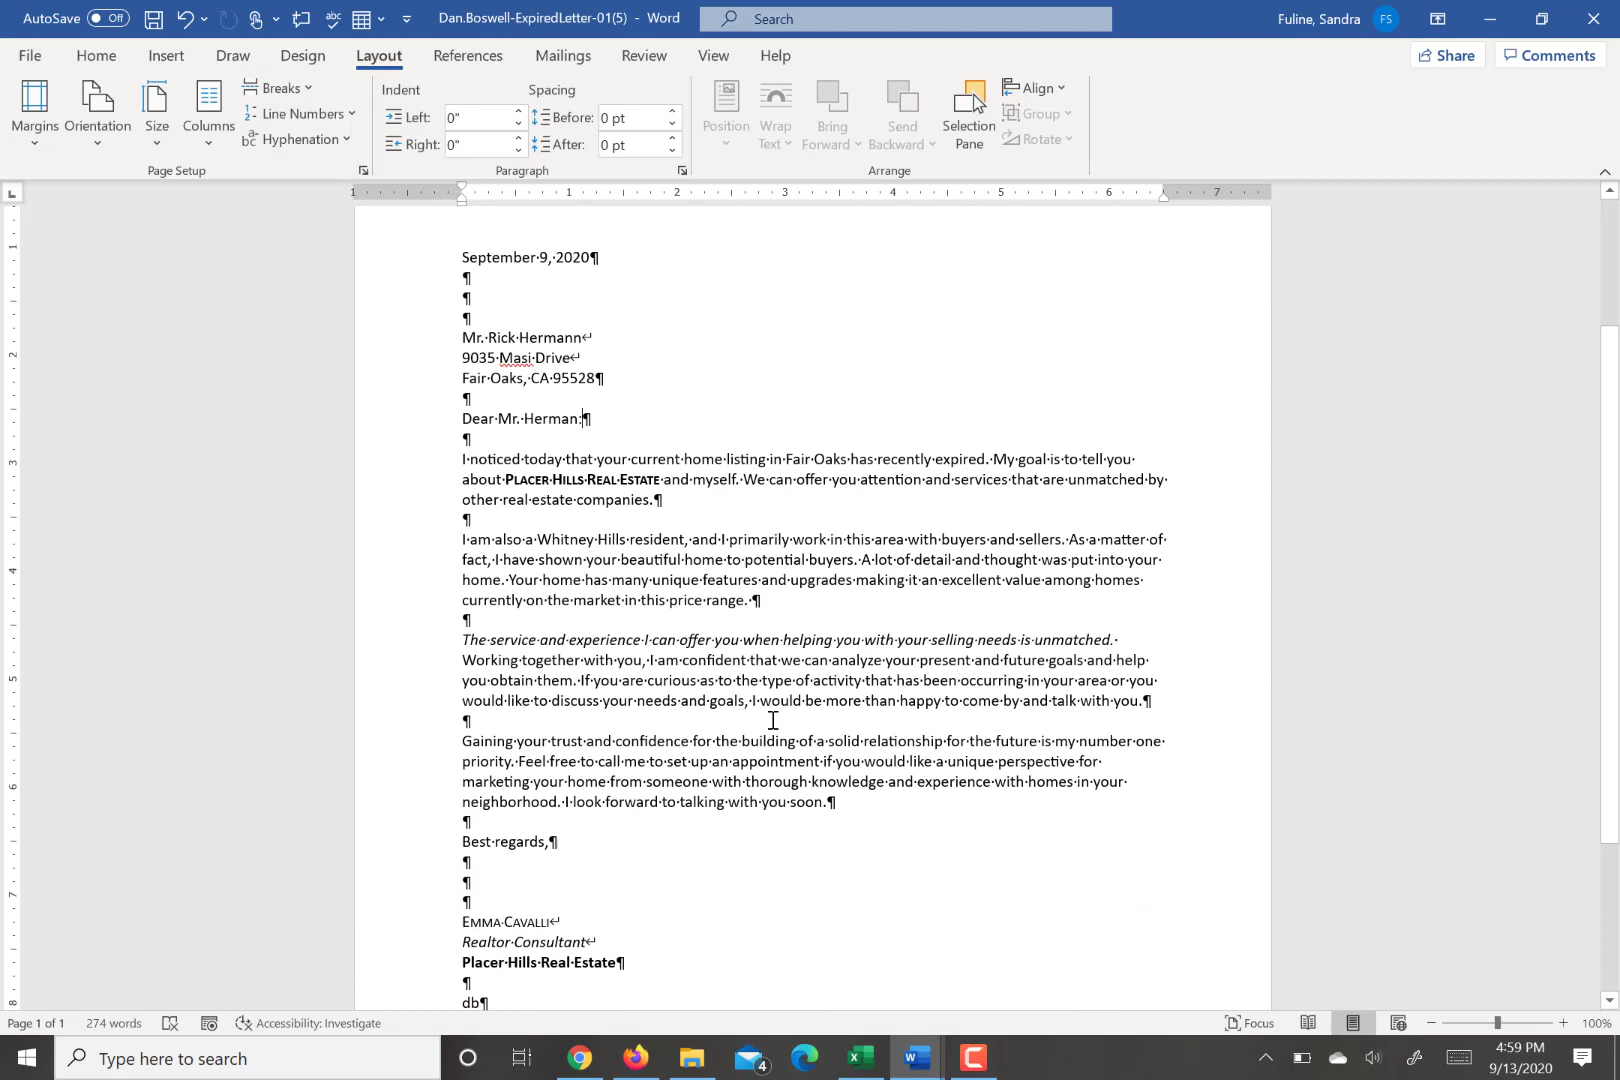 AutoSave Off Dan.Boswell-ExpiredLetter-01(5) - Word Search Fuline, Sandra FS
File Home Insert Draw Design Layout References Mailings Review View Help Share Comments
Margins Orientation Size Columns
Breaks
Line Numbers
Hyphenation
Page Setup
Indent Spacing
Left: 0" Before: 0 pt
Right: 0" After: 0 pt
Paragraph
Position
Wrap Text
Bring Forward
Send Backward
Selection Pane
Align
Group
Rotate
Arrange
1 1 2 3 4 5 6 7
September·9,·2020¶
¶
¶
¶
Mr.·Rick·Hermann↵
9035·Masi·Drive↵
Fair·Oaks,·CA·95528¶
¶
Dear·Mr.·Herman:¶
¶
I·noticed·today·that·your·current·home·listing·in·Fair·Oaks·has·recently·expired.·My·goal·is·to·tell·you·
about·PLACER·HILLS·REAL·ESTATE·and·myself.·We·can·offer·you·attention·and·services·that·are·unmatched·by·
other·real·estate·companies.¶
¶
I·am·also·a·Whitney·Hills·resident,·and·I·primarily·work·in·this·area·with·buyers·and·sellers.·As·a·matter·of·
fact,·I·have·shown·your·beautiful·home·to·potential·buyers.·A·lot·of·detail·and·thought·was·put·into·your·
home.·Your·home·has·many·unique·features·and·upgrades·making·it·an·excellent·value·among·homes·
currently·on·the·market·in·this·price·range.·¶
¶
The·service·and·experience·I·can·offer·you·when·helping·you·with·your·selling·needs·is·unmatched.·
Working·together·with·you,·I·am·confident·that·we·can·analyze·your·present·and·future·goals·and·help·
you·obtain·them.·If·you·are·curious·as·to·the·type·of·activity·that·has·been·occurring·in·your·area·or·you·
would·like·to·discuss·your·needs·and·goals,·I·would·be·more·than·happy·to·come·by·and·talk·with·you.¶
¶
Gaining·your·trust·and·confidence·for·the·building·of·a·solid·relationship·for·the·future·is·my·number·one·
priority.·Feel·free·to·call·me·to·set·up·an·appointment·if·you·would·like·a·unique·perspective·for·
marketing·your·home·from·someone·with·thorough·knowledge·and·experience·with·homes·in·your·
neighborhood.·I·look·forward·to·talking·with·you·soon.¶
¶
Best·regards,¶
¶
¶
¶
EMMA·CAVALLI↵
Realtor·Consultant↵
Placer·Hills·Real·Estate¶
¶
db¶
1
2
3
4
5
6
7
8
Page 1 of 1 274 words Accessibility: Investigate Focus 100%
Type here to search 4 4:59 PM
9/13/2020